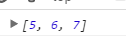 ▶ [5, 6, 7]